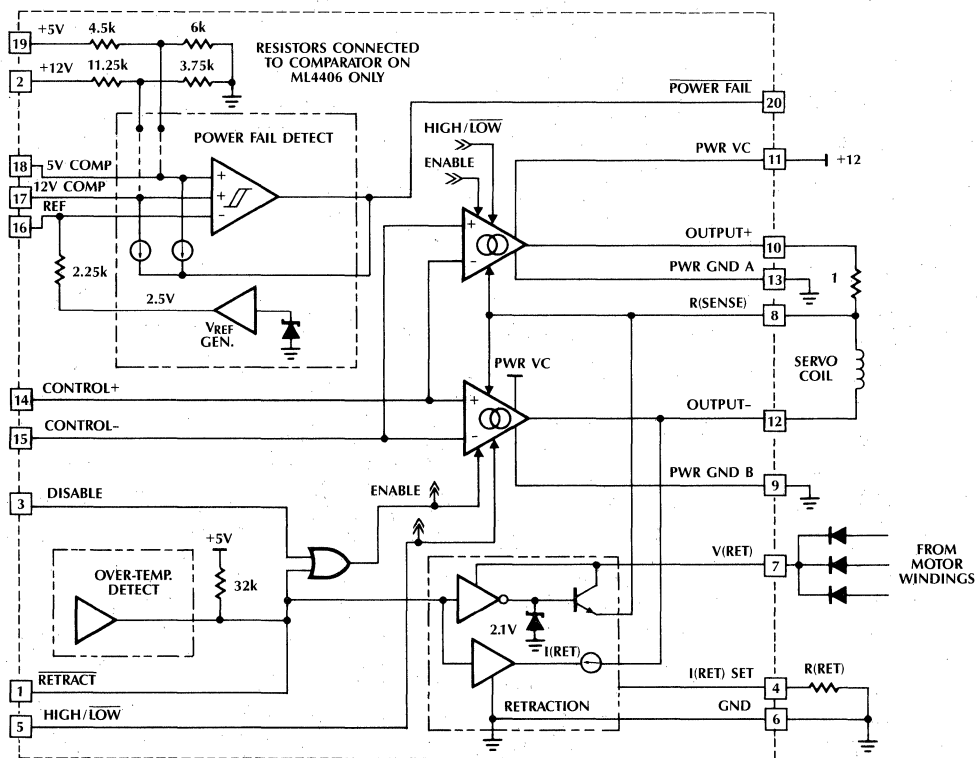 19 +5V 4.5k 6k
2 +12V 11.25k 3.75k
RESISTORS CONNECTED
TO COMPARATOR ON
ML4406 ONLY
POWER FAIL 20
POWER FAIL DETECT
HIGH/LOW
ENABLE
PWR VC 11 +12
18 5V COMP
17 12V COMP
16 REF
+
+
-
+
-
OUTPUT+ 10
PWR GND A 13
1
2.25k
2.5V
VREF
GEN.
R(SENSE) 8
SERVO
COIL
PWR VC
14 CONTROL+
15 CONTROL–
+
-
OUTPUT– 12
PWR GND B 9
3 DISABLE
ENABLE
+5V
32k
OVER-TEMP.
DETECT
V(RET) 7
FROM
MOTOR
WINDINGS
2.1V
I(RET)
RETRACTION
1 RETRACT
5 HIGH/LOW
I(RET) SET 4 R(RET)
GND 6